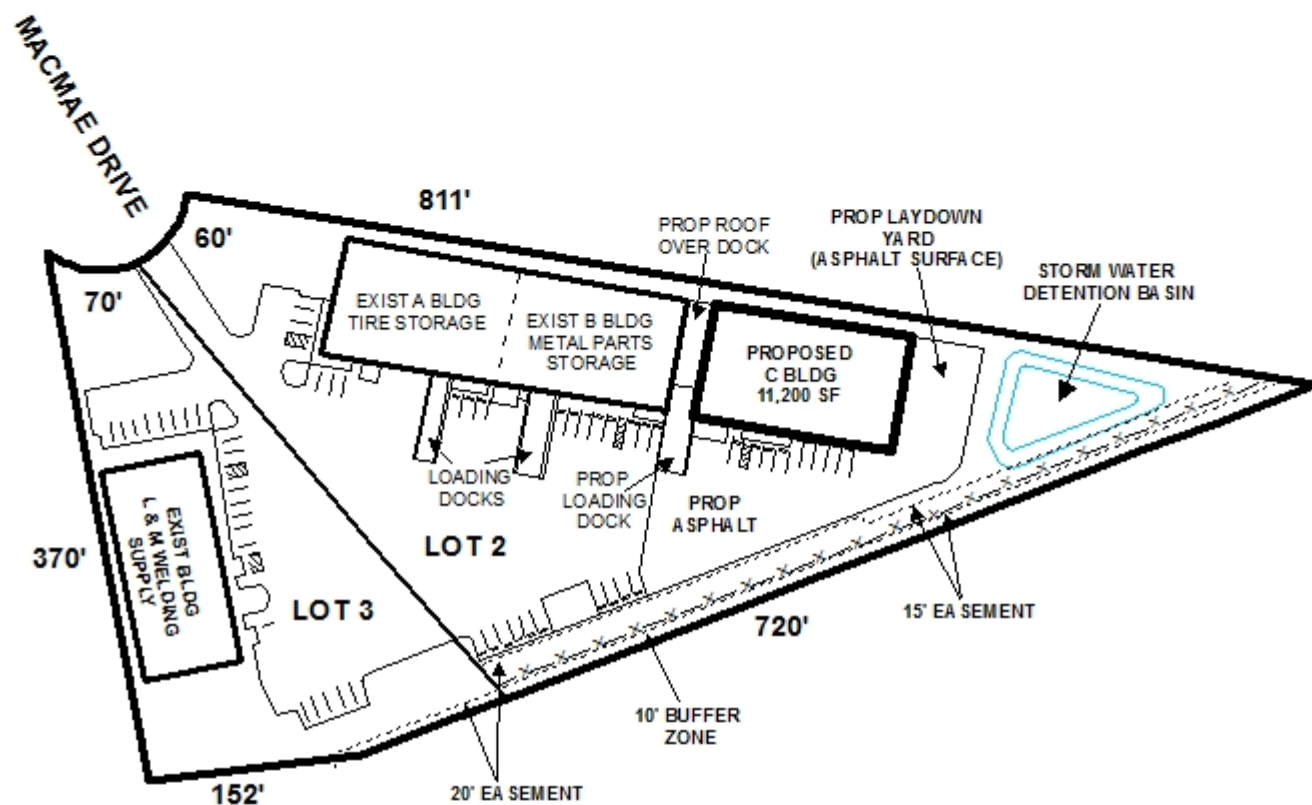 MACMAE DRIVE
811'
60'
70'
PROP ROOF
OVER DOCK
PROP LAYDOWN
YARD
(ASPHALT SURFACE)
STORM WATER
DETENTION BASIN
EXIST A BLDG
TIRE STORAGE
EXIST B BLDG
METAL PARTS
STORAGE
PROPOSED
C BLDG
11,200 SF
LOADING
DOCKS
PROP
LOADING
DOCK
PROP
ASPHALT
LOT 2
EXIST BLDG
L & M WELDING
SUPPLY
370'
LOT 3
15' EASEMENT
720'
10' BUFFER
ZONE
20' EASEMENT
152'